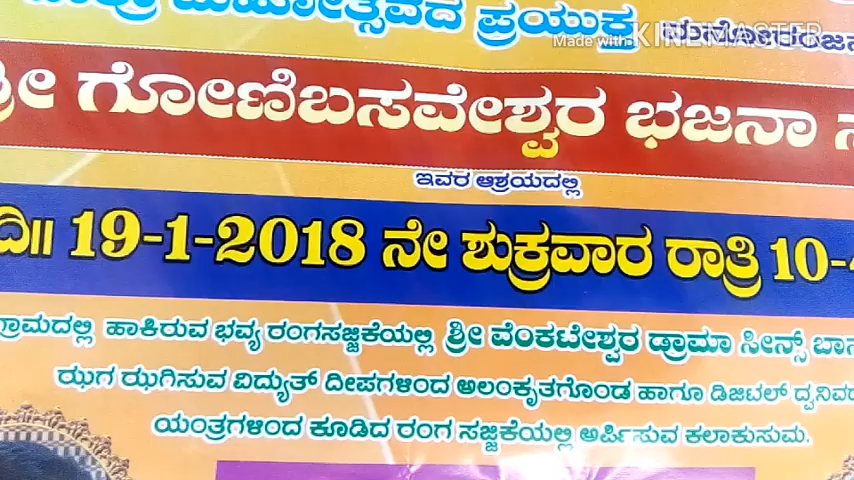 ಮಹೋತ್ಸವದ ಪ್ರಯುಕ್ತ
Made with KINEMASTER
ಶ್ರೀ ಗೋಣಿಬಸವೇಶ್ವರ ಭಜನಾ
ಇವರ ಆಶ್ರಯದಲ್ಲಿ
ದಿ|| 19-1-2018 ನೇ ಶುಕ್ರವಾರ ರಾತ್ರಿ 10-
ಗ್ರಾಮದಲ್ಲಿ ಹಾಕಿರುವ ಭವ್ಯ ರಂಗಸಜ್ಜಿಕೆಯಲ್ಲಿ ಶ್ರೀ ವೆಂಕಟೇಶ್ವರ ಡ್ರಾಮಾ ಸೀನ್ಸ್
ಝಗ ಝಗಿಸುವ ವಿದ್ಯುತ್ ದೀಪಗಳಿಂದ ಅಲಂಕೃತಗೊಂಡ ಹಾಗೂ ಡಿಜಿಟಲ್
ಯಂತ್ರಗಳಿಂದ ಕೂಡಿದ ರಂಗ ಸಜ್ಜಿಕೆಯಲ್ಲಿ ಅರ್ಪಿಸುವ ಕಲಾಕುಸುಮ.